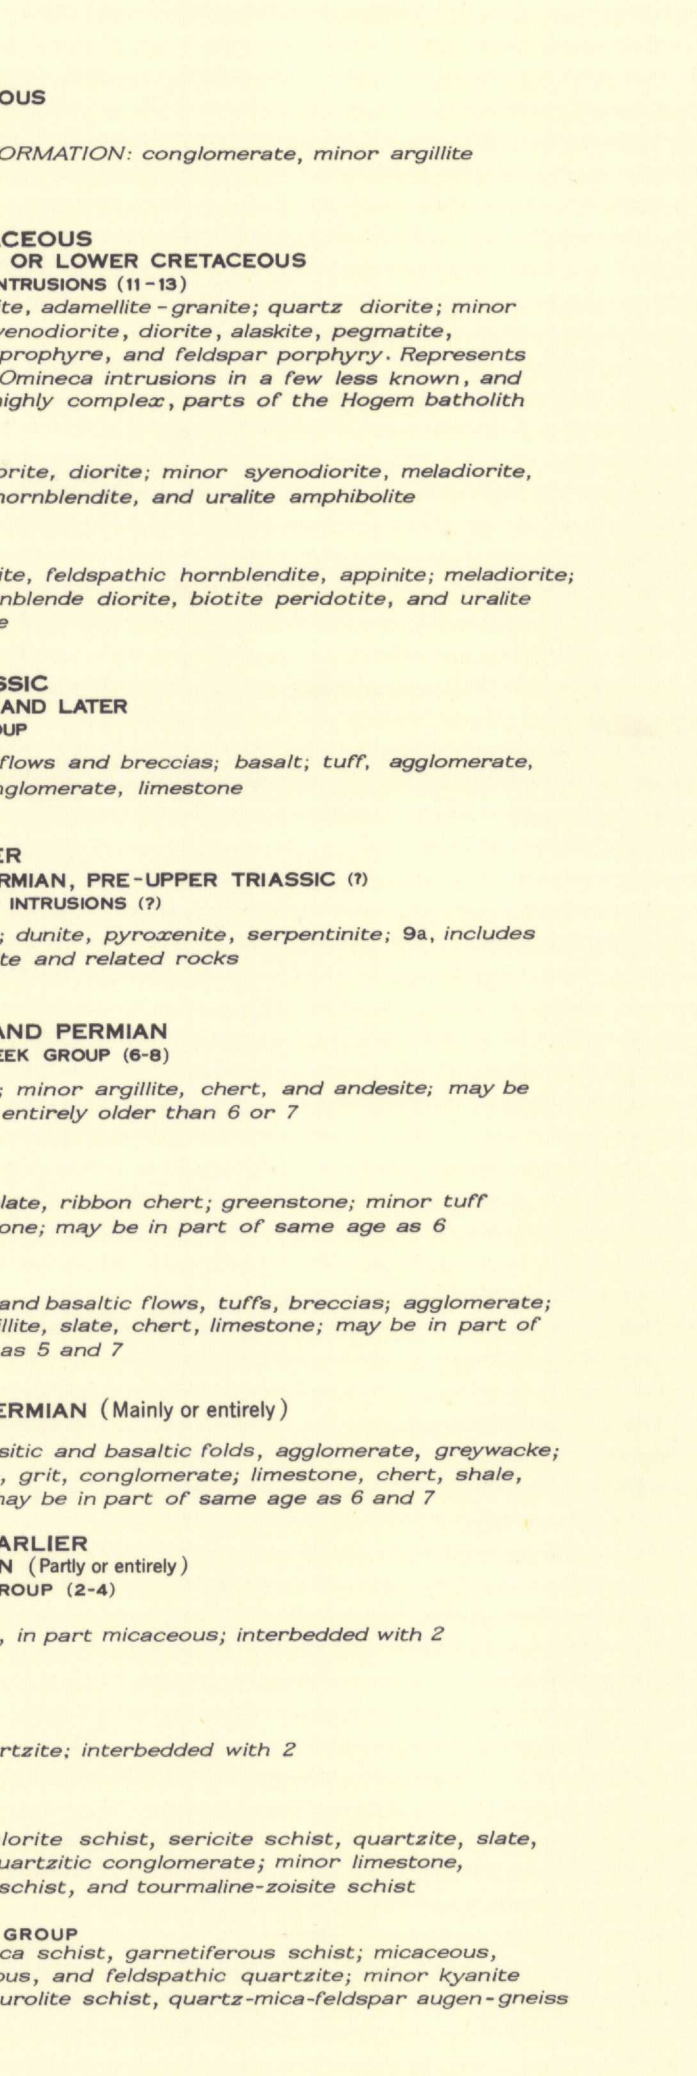 OUS
ORMATION: conglomerate, minor argillite
CEOUS
OR LOWER CRETACEOUS
NTRUSIONS (11-13)
ite, adamellite-granite; quartz diorite; minor
yenodiorite, diorite, alaskite, pegmatite,
prophyre, and feldspar porphyry. Represents
Omineca intrusions in a few less known, and
highly complex, parts of the Hogem batholith
orite, diorite; minor syenodiorite, meladiorite,
hornblendite, and uralite amphibolite
ite, feldspathic hornblendite, appinite; meladiorite;
nblende diorite, biotite peridotite, and uralite
e
SSIC
AND LATER
OUP
flows and breccias; basalt; tuff, agglomerate,
nglomerate, limestone
ER
RMIAN, PRE-UPPER TRIASSIC (?)
INTRUSIONS (?)
; dunite, pyroxenite, serpentinite; 9a, includes
te and related rocks
AND PERMIAN
EEK GROUP (6-8)
; minor argillite, chert, and andesite; may be
entirely older than 6 or 7
late, ribbon chert; greenstone; minor tuff
one; may be in part of same age as 6
and basaltic flows, tuffs, breccias; agglomerate;
illite, slate, chert, limestone; may be in part of
as 5 and 7
ERMIAN (Mainly or entirely)
sitic and basaltic folds, agglomerate, greywacke;
, grit, conglomerate; limestone, chert, shale,
may be in part of same age as 6 and 7
ARLIER
N (Partly or entirely)
ROUP (2-4)
, in part micaceous; interbedded with 2
rtzite; interbedded with 2
lorite schist, sericite schist, quartzite, slate,
uartzitic conglomerate; minor limestone,
schist, and tourmaline-zoisite schist
GROUP
ca schist, garnetiferous schist; micaceous,
ous, and feldspathic quartzite; minor kyanite
urolite schist, quartz-mica-feldspar augen-gneiss